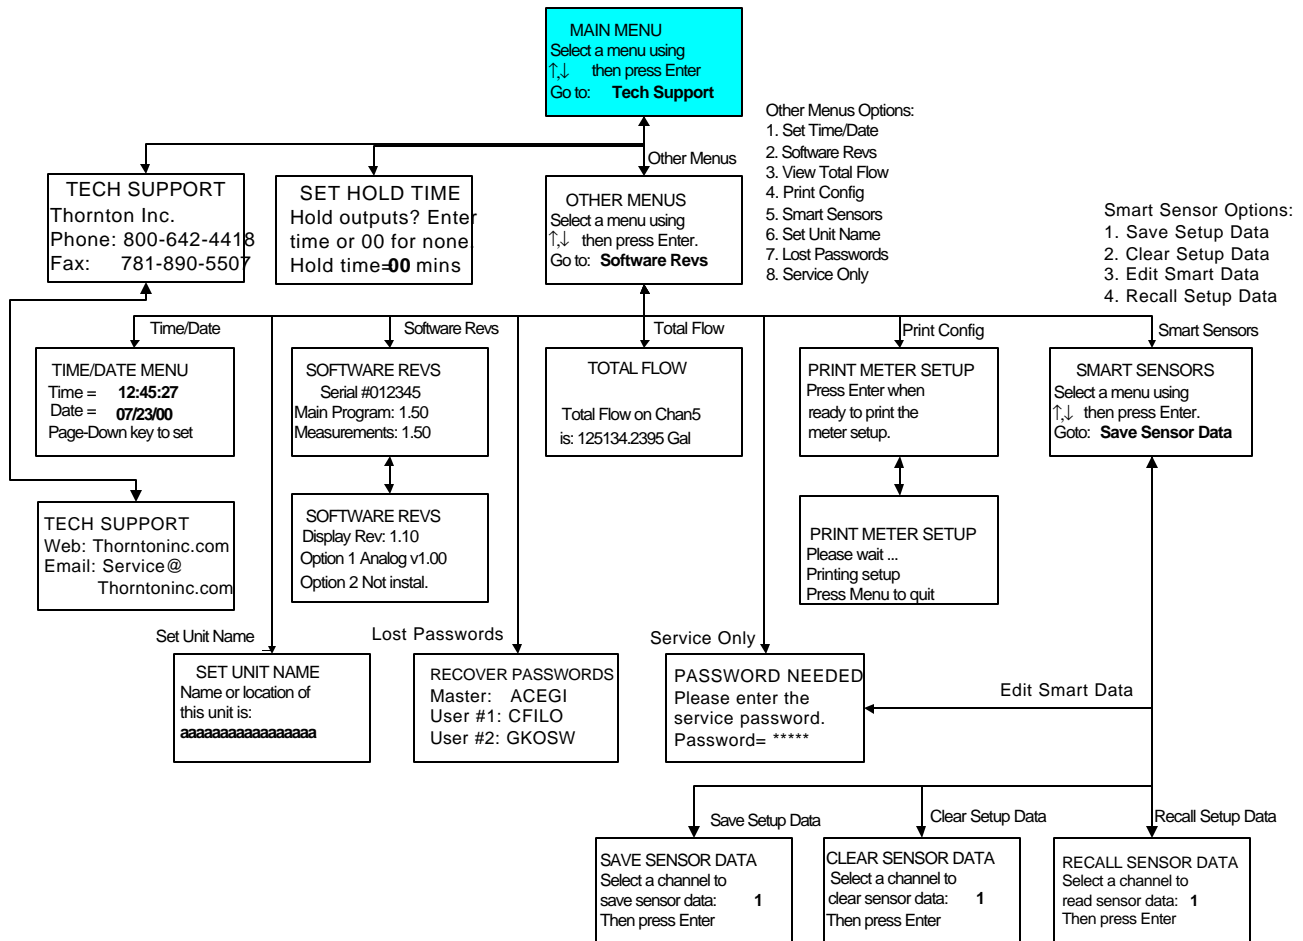 MAIN MENU
Select a menu using
↑,↓ then press Enter
Go to: Tech Support
Other Menus Options:
1. Set Time/Date
2. Software Revs
3. View Total Flow
4. Print Config
5. Smart Sensors
6. Set Unit Name
7. Lost Passwords
8. Service Only
Smart Sensor Options:
1. Save Setup Data
2. Clear Setup Data
3. Edit Smart Data
4. Recall Setup Data
Other Menus
TECH SUPPORT
Thornton Inc.
Phone: 800-642-4418
Fax: 781-890-5507
SET HOLD TIME
Hold outputs? Enter
time or 00 for none.
Hold time=00 mins
OTHER MENUS
Select a menu using
↑,↓ then press Enter.
Go to: Software Revs
Time/Date
Software Revs
Total Flow
Print Config
Smart Sensors
TIME/DATE MENU
Time = 12:45:27
Date = 07/23/00
Page-Down key to set
SOFTWARE REVS
Serial #012345
Main Program: 1.50
Measurements: 1.50
TOTAL FLOW
Total Flow on Chan5
is: 125134.2395 Gal
PRINT METER SETUP
Press Enter when
ready to print the
meter setup.
SMART SENSORS
Select a menu using
↑,↓ then press Enter.
Goto: Save Sensor Data
TECH SUPPORT
Web: Thorntoninc.com
Email: Service@
Thorntoninc.com
SOFTWARE REVS
Display Rev: 1.10
Option 1 Analog v1.00
Option 2 Not instal.
PRINT METER SETUP
Please wait ...
Printing setup
Press Menu to quit
Set Unit Name
Lost Passwords
Service Only
Edit Smart Data
SET UNIT NAME
Name or location of
this unit is:
aaaaaaaaaaaaaaaaa
RECOVER PASSWORDS
Master: ACEGI
User #1: CFILO
User #2: GKOSW
PASSWORD NEEDED
Please enter the
service password.
Password= *****
Save Setup Data
Clear Setup Data
Recall Setup Data
SAVE SENSOR DATA
Select a channel to
save sensor data: 1
Then press Enter
CLEAR SENSOR DATA
Select a channel to
clear sensor data: 1
Then press Enter
RECALL SENSOR DATA
Select a channel to
read sensor data: 1
Then press Enter